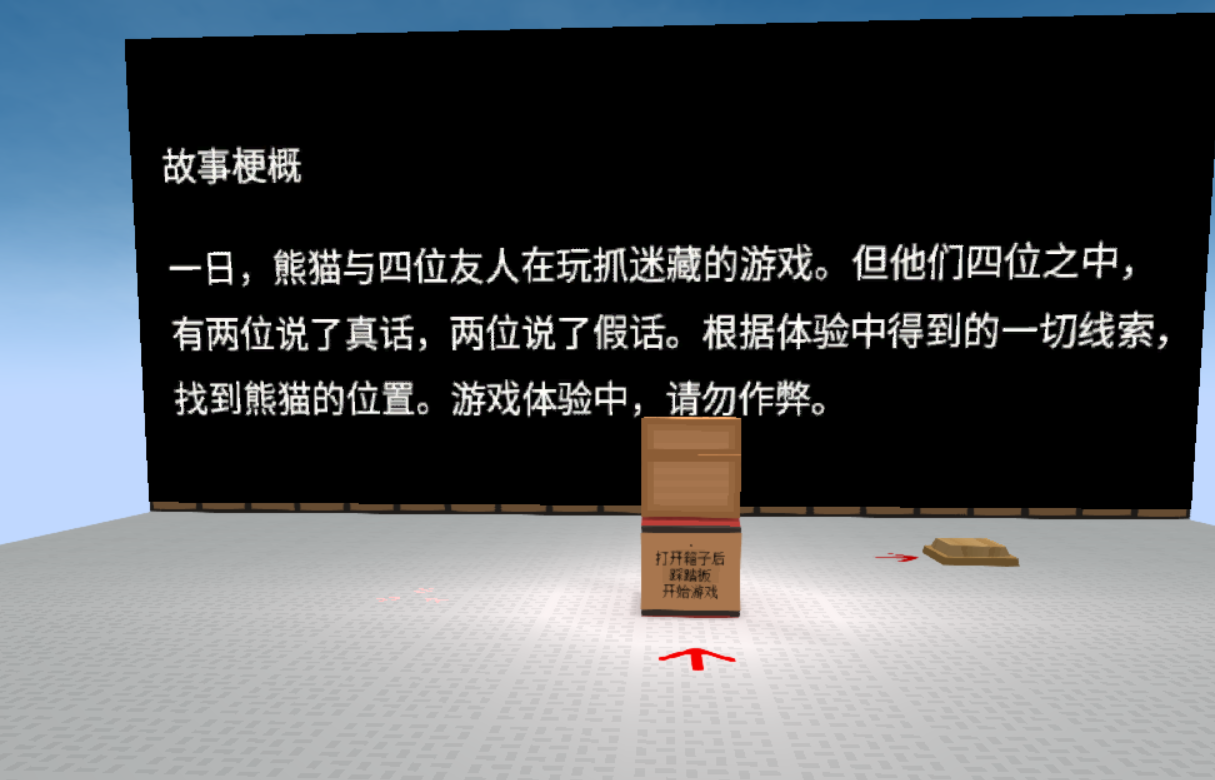 故事梗概
一日，熊猫与四位友人在玩抓迷藏的游戏。但他们四位之中，
有两位说了真话，两位说了假话。根据体验中得到的一切线索，
找到熊猫的位置。游戏体验中，请勿作弊。
打开箱子后
踩踏板
开始游戏